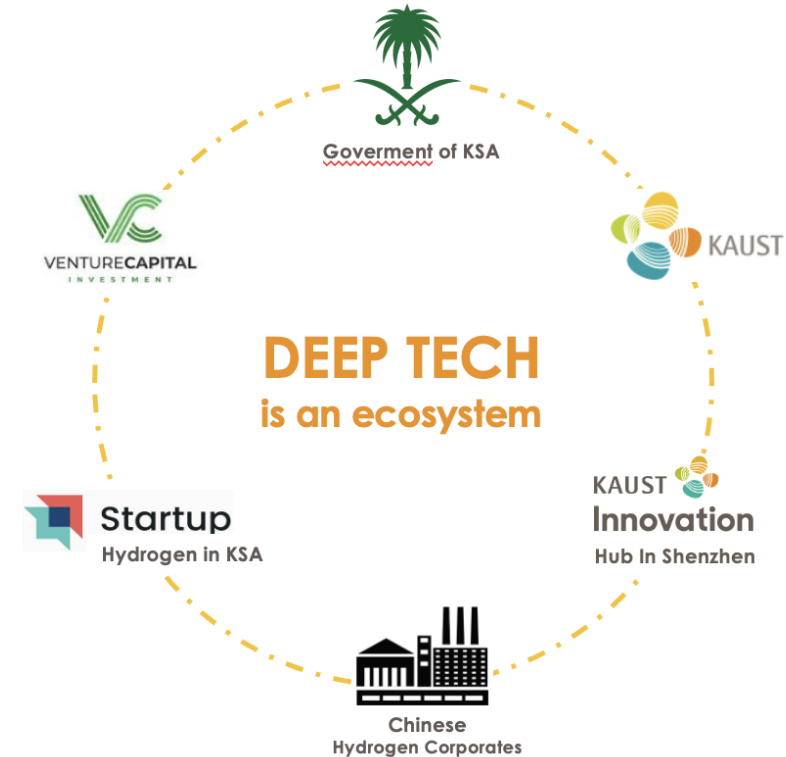 Goverment of KSA
VC
VENTURECAPITAL
INVESTMENT
KAUST
DEEP TECH
is an ecosystem
Startup
Hydrogen in KSA
KAUST
Innovation
Hub In Shenzhen
Chinese
Hydrogen Corporates